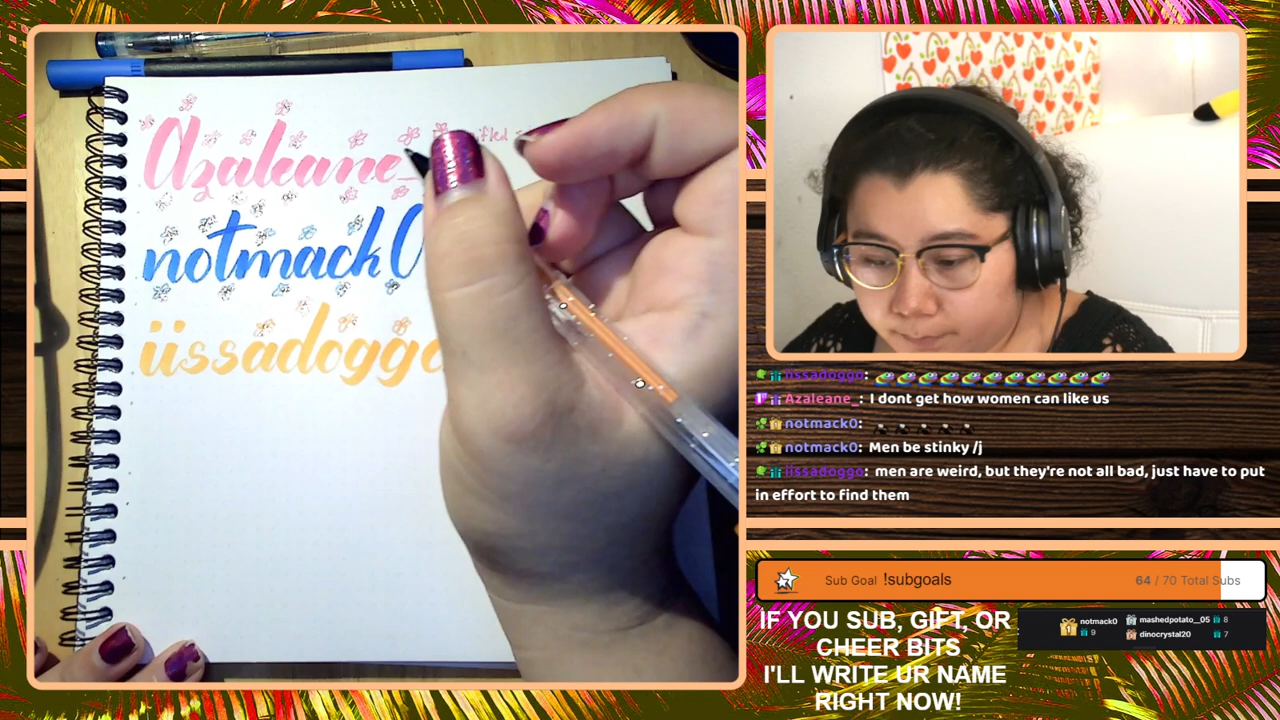 Azaleane_
notmack0
iissadogg
iissadoggo:
Azaleane_: I dont get how women can like us
notmack0:
notmack0: Men be stinky /j
iissadoggo: men are weird, but they're not all bad, just have to put
in effort to find them
Sub Goal !subgoals 64 / 70 Total Subs
IF YOU SUB, GIFT, OR
CHEER BITS
I'LL WRITE UR NAME
RIGHT NOW!
1 notmack0 9
mashedpotato_05 8
dinocrystal20 7